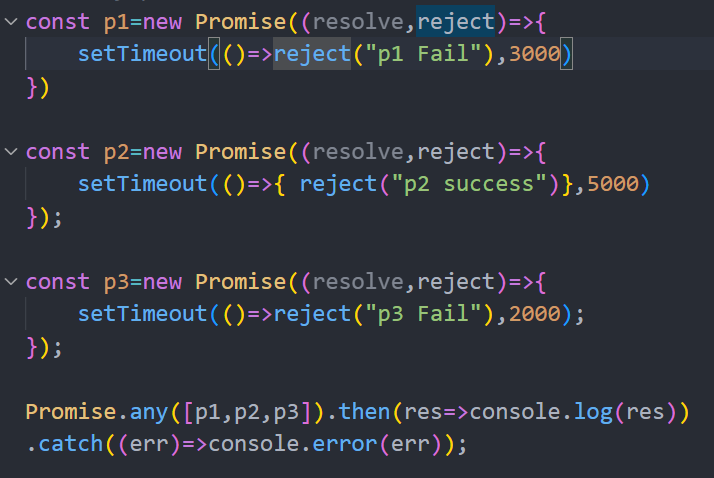 const p1=new Promise((resolve,reject)=>{
    setTimeout(()=>reject("p1 Fail"),3000)
})

const p2=new Promise((resolve,reject)=>{
    setTimeout(()=>{ reject("p2 success")},5000)
});

const p3=new Promise((resolve,reject)=>{
    setTimeout(()=>reject("p3 Fail"),2000);
});

Promise.any([p1,p2,p3]).then(res=>console.log(res))
.catch((err)=>console.error(err));